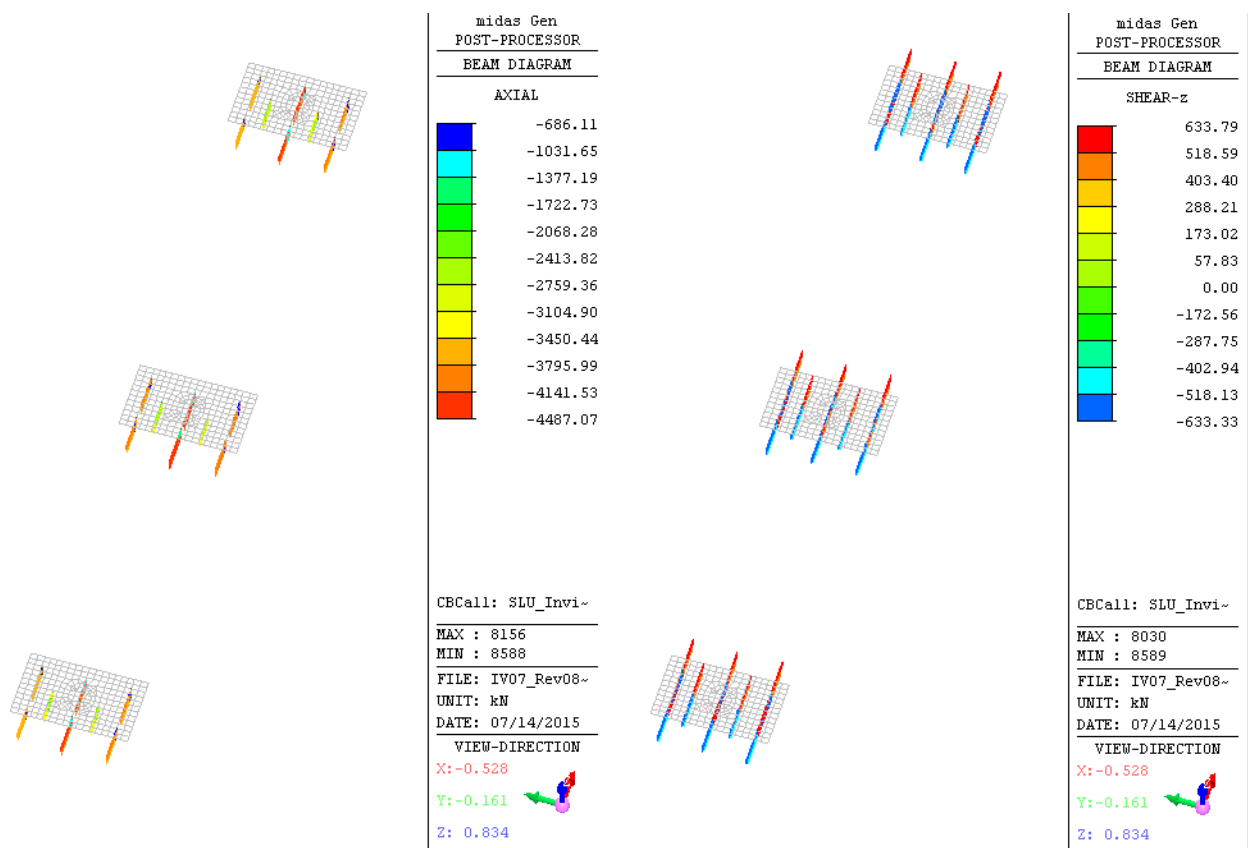 midas Gen
POST-PROCESSOR
BEAM DIAGRAM
AXIAL
-686.11
-1031.65
-1377.19
-1722.73
-2068.28
-2413.82
-2759.36
-3104.90
-3450.44
-3795.99
-4141.53
-4487.07
CBCall: SLU_Invi~
MAX : 8156
MIN : 8588
FILE: IV07_Rev08~
UNIT: kN
DATE: 07/14/2015
VIEW-DIRECTION
X:-0.528
Y:-0.161
Z: 0.834
midas Gen
POST-PROCESSOR
BEAM DIAGRAM
SHEAR-z
633.79
518.59
403.40
288.21
173.02
57.83
0.00
-172.56
-287.75
-402.94
-518.13
-633.33
CBCall: SLU_Invi~
MAX : 8030
MIN : 8589
FILE: IV07_Rev08~
UNIT: kN
DATE: 07/14/2015
VIEW-DIRECTION
X:-0.528
Y:-0.161
Z: 0.834